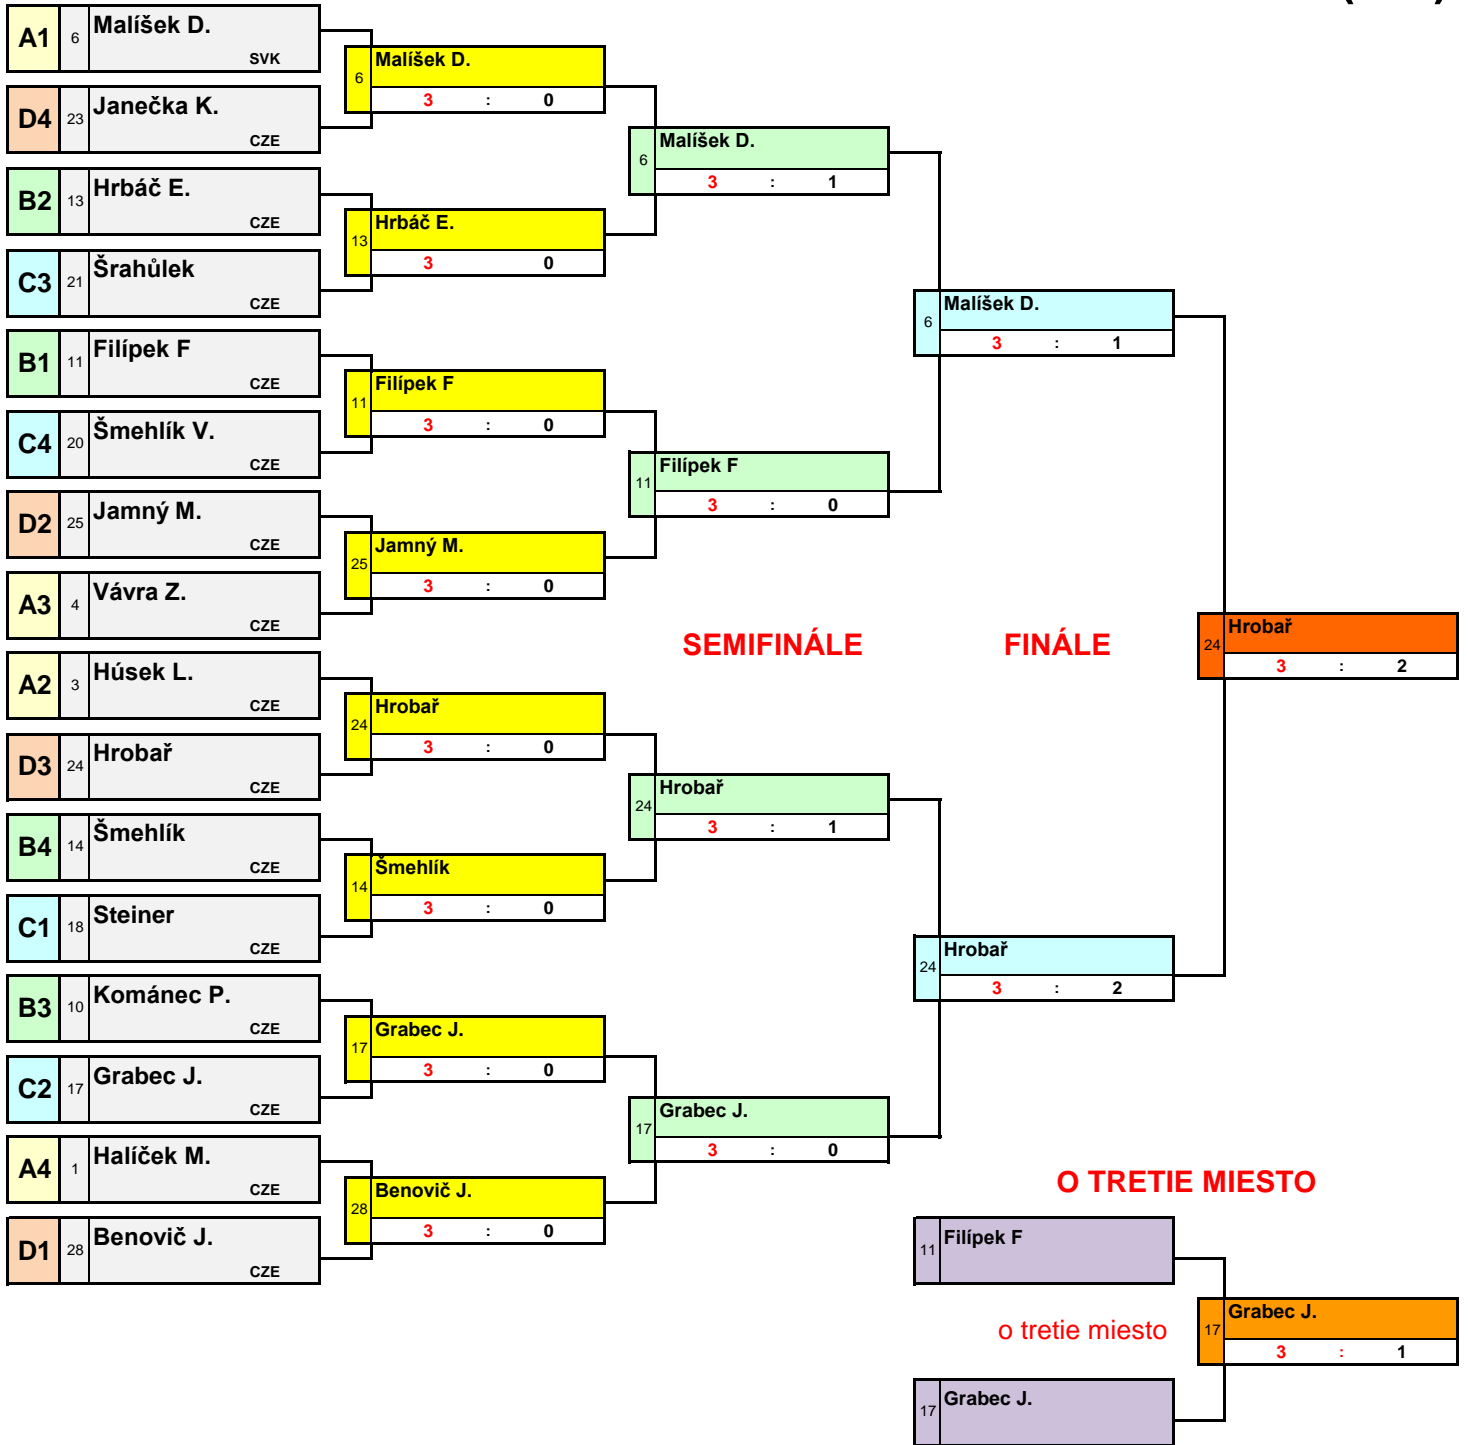 A1 6 Malíšek D.
SVK
D4 23 Janečka K.
CZE
B2 13 Hrbáč E.
CZE
C3 21 Šrahůlek
CZE
B1 11 Filípek F
CZE
C4 20 Šmehlík V.
CZE
D2 25 Jamný M.
CZE
A3 4 Vávra Z.
CZE
A2 3 Húsek L.
CZE
D3 24 Hrobař
CZE
B4 14 Šmehlík
CZE
C1 18 Steiner
CZE
B3 10 Kománec P.
CZE
C2 17 Grabec J.
CZE
A4 1 Halíček M.
CZE
D1 28 Benovič J.
CZE
6 Malíšek D.
3 : 0
13 Hrbáč E.
3 0
11 Filípek F
3 : 0
25 Jamný M.
3 : 0
24 Hrobař
3 : 0
14 Šmehlík
3 : 0
17 Grabec J.
3 : 0
28 Benovič J.
3 : 0
6 Malíšek D.
3 : 1
11 Filípek F
3 : 0
SEMIFINÁLE
24 Hrobař
3 : 1
17 Grabec J.
3 : 0
6 Malíšek D.
3 : 1
FINÁLE
24 Hrobař
3 : 2
24 Hrobař
3 : 2
O TRETIE MIESTO
11 Filípek F
o tretie miesto
17 Grabec J.
17 Grabec J.
3 : 1